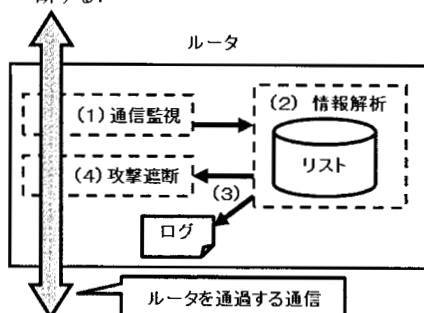 ルータ
(1)通信監視
(2) 情報解析
リスト
(4)攻撃遮断
(3)
ログ
ルータを通過する通信